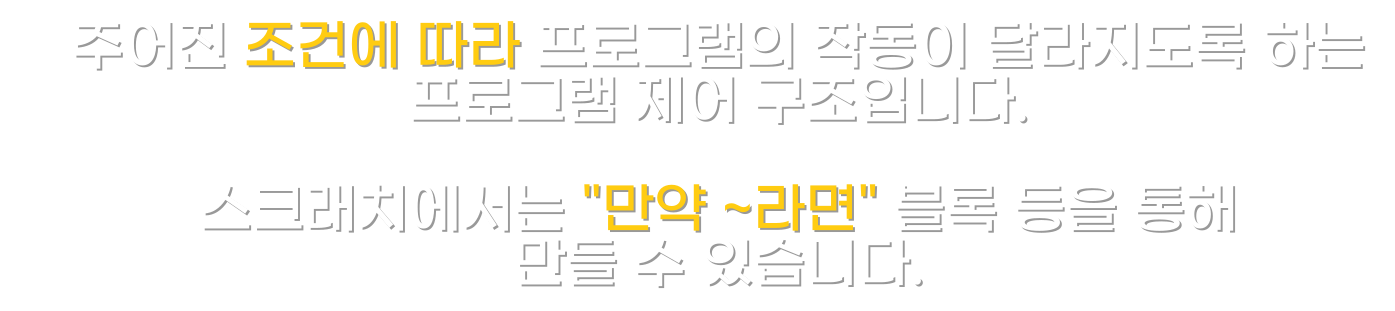 주어진 조건에 따라 프로그램의 작동이 달라지도록 하는
프로그램 제어 구조입니다.
스크래치에서는 "만약 ~라면" 블록 등을 통해
만들 수 있습니다.